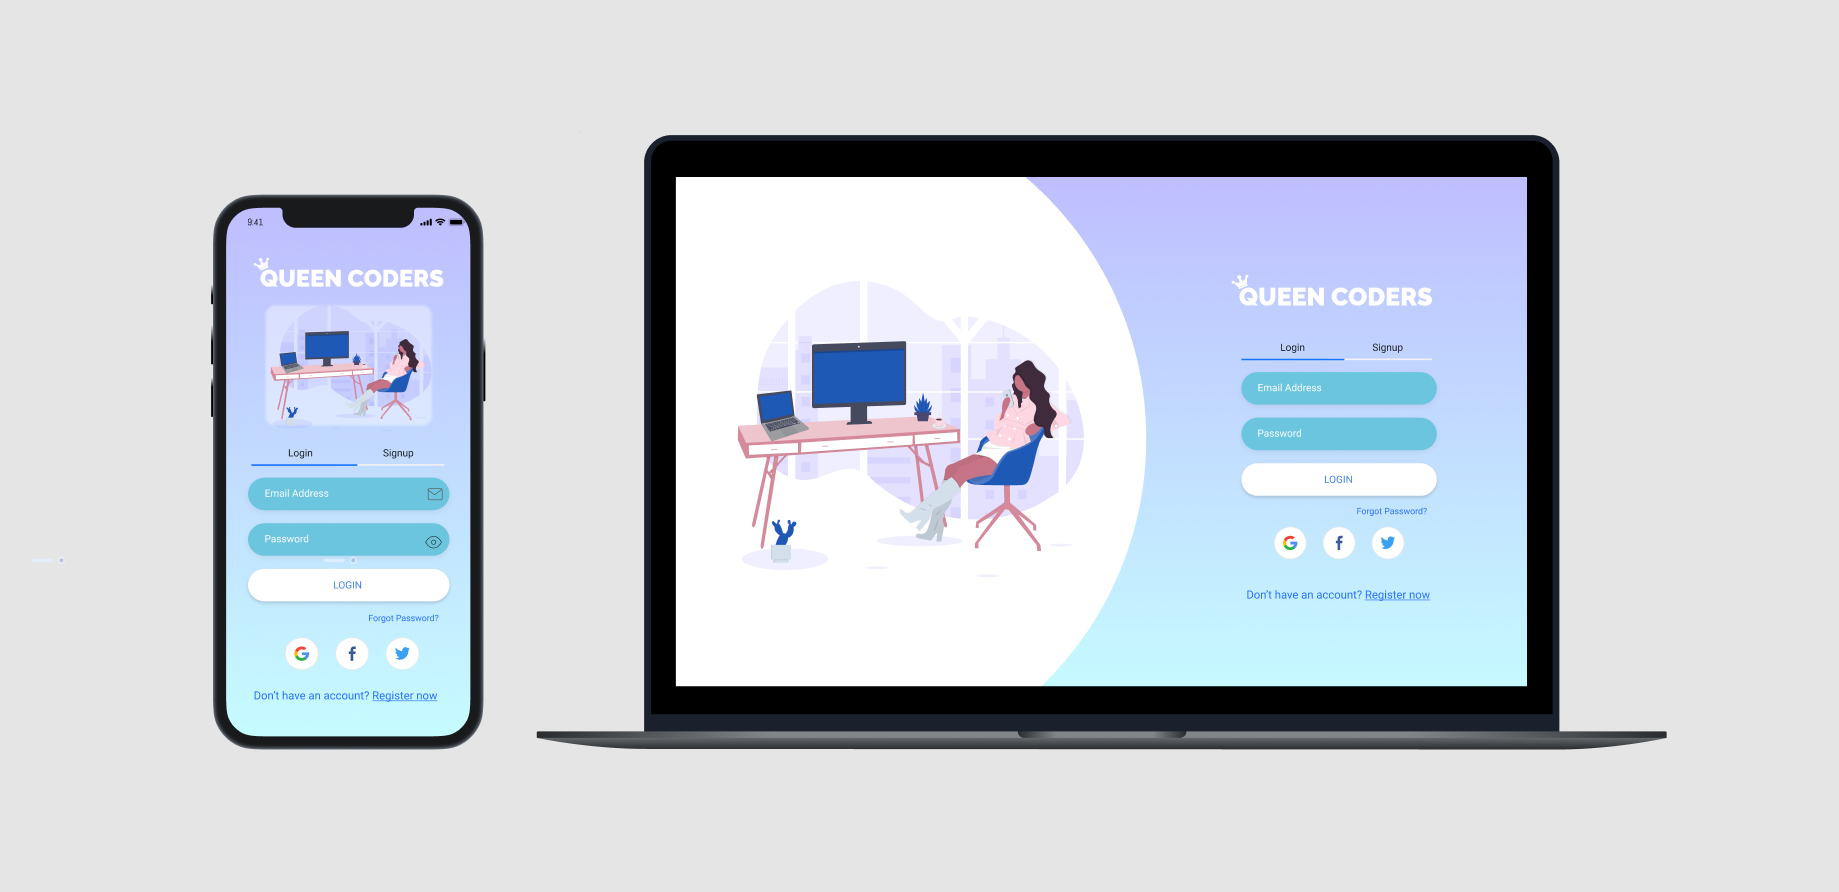 9:41
QUEEN CODERS
Login
Signup
Email Address
Password
LOGIN
Forgot Password?
Don't have an account? Register now
QUEEN CODERS
Login
Signup
Email Address
Password
LOGIN
Forgot Password?
Don't have an account? Register now